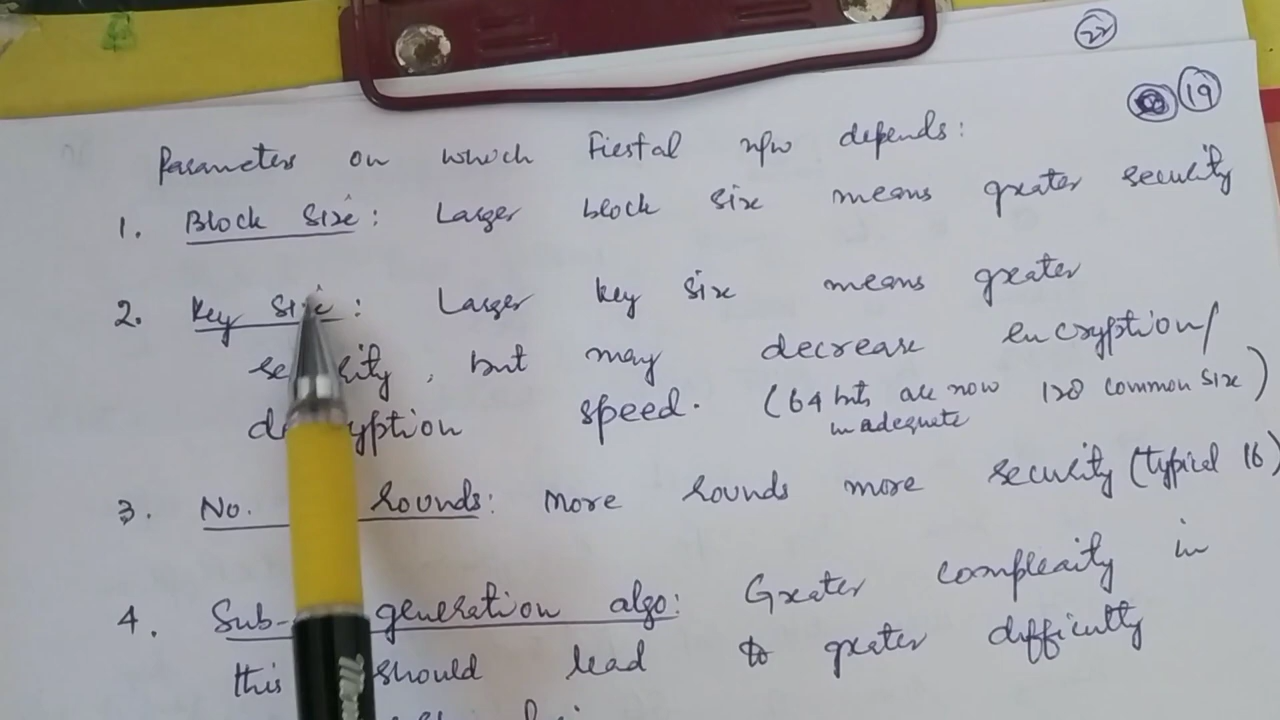 22
19
Parameters on which Fiestal n/w depends:
1. Block Size: Larger block size means greater security
2. Key Size: Larger key size means greater
security, but may decrease encryption/
decryption speed. (64 bits are now inadequate 128 common size)
3. No. rounds: More rounds more security (typical 16)
4. Sub- generation algo: Greater complexity in
this should lead to greater difficulty